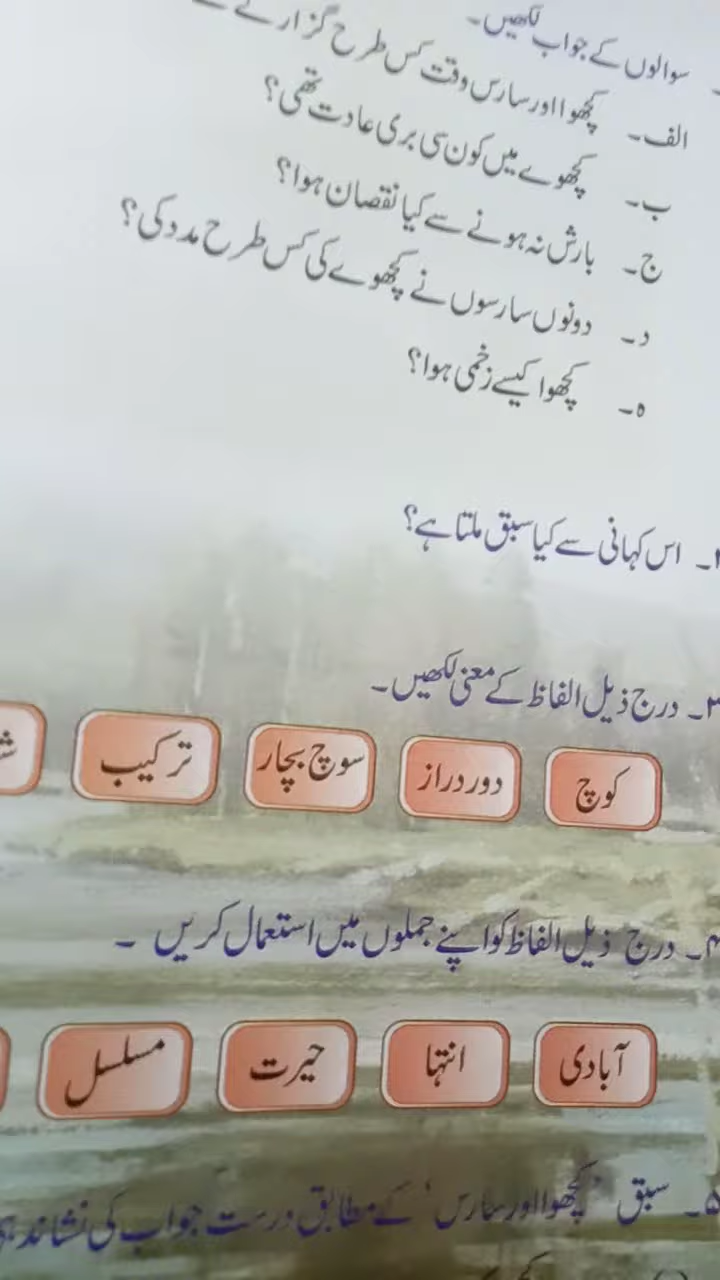 سوالوں کے جواب لکھیں۔
الف۔ کچھوا اور سارس وقت کس طرح گزارتے
ب۔ کچھوے میں کون سی بری عادت تھی؟
ج۔ بارش نہ ہونے سے کیا نقصان ہوا؟
د۔ دونوں سارسوں نے کچھوے کی کس طرح مدد کی؟
ہ۔ کچھوا کیسے زخمی ہوا؟
۲۔ اس کہانی سے کیا سبق ملتا ہے؟
۳۔ درج ذیل الفاظ کے معنی لکھیں۔
کوچ دور دراز سوچ بچار ترکیب
۴۔ درج ذیل الفاظ کو اپنے جملوں میں استعمال کریں ۔
آبادی انتہا حیرت مسلسل
۵۔ سبق 'کچھوا اور سارس' کے مطابق درست جواب کی